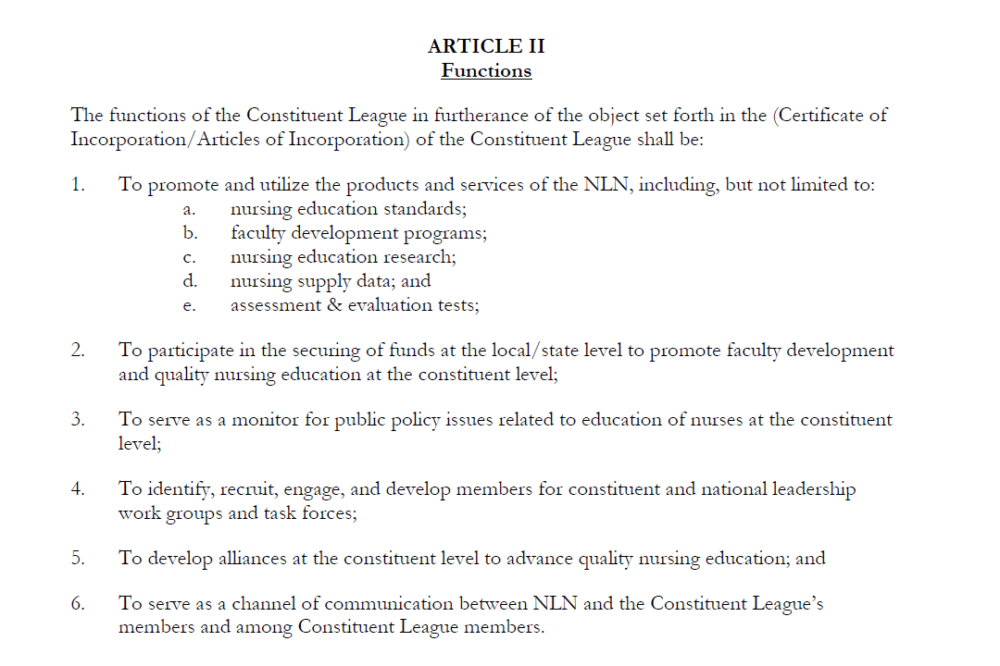 ARTICLE II
Functions
The functions of the Constituent League in furtherance of the object set forth in the (Certificate of
Incorporation/Articles of Incorporation) of the Constituent League shall be:
1. To promote and utilize the products and services of the NLN, including, but not limited to:
a. nursing education standards;
b. faculty development programs;
c. nursing education research;
d. nursing supply data; and
e. assessment & evaluation tests;
2. To participate in the securing of funds at the local/state level to promote faculty development
and quality nursing education at the constituent level;
3. To serve as a monitor for public policy issues related to education of nurses at the constituent
level;
4. To identify, recruit, engage, and develop members for constituent and national leadership
work groups and task forces;
5. To develop alliances at the constituent level to advance quality nursing education; and
6. To serve as a channel of communication between NLN and the Constituent League’s
members and among Constituent League members.